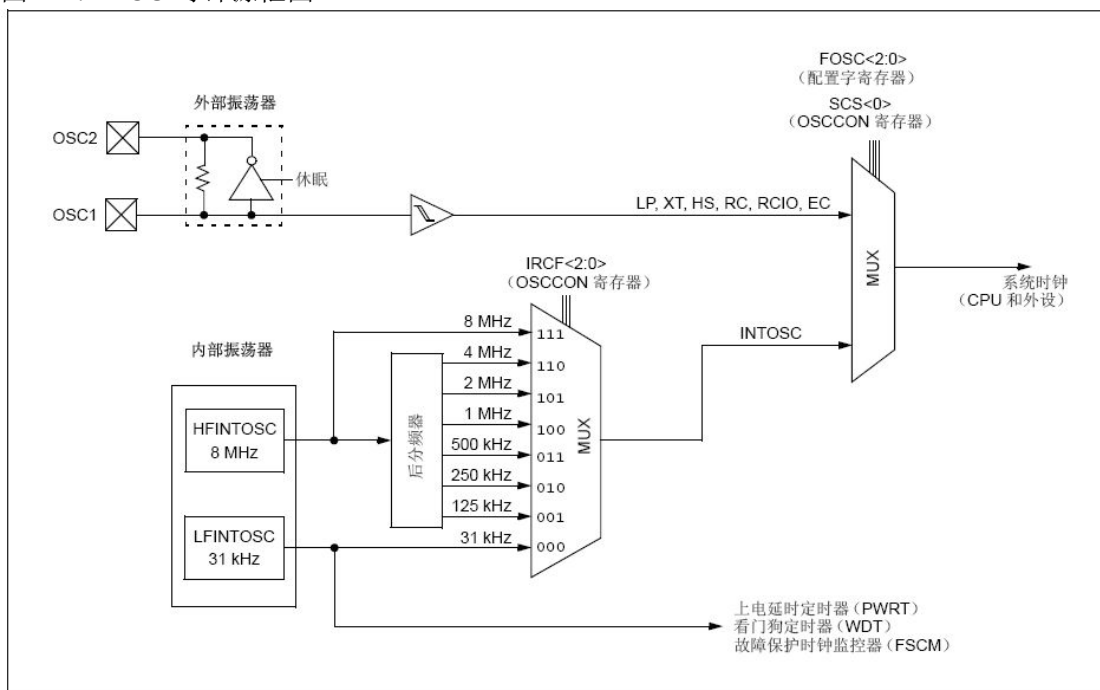 FOSC<2:0>
(配置字寄存器)
SCS<0>
(OSCCON 寄存器)
外部振荡器
OSC2
休眠
OSC1
LP, XT, HS, RC, RCIO, EC
MUX
系统时钟
(CPU 和外设)
IRCF<2:0>
(OSCCON 寄存器)
8 MHz
111
INTOSC
内部振荡器
4 MHz
110
2 MHz
101
HFINTOSC
8 MHz
后分频器
1 MHz
100
MUX
500 kHz
011
250 kHz
010
125 kHz
001
LFINTOSC
31 kHz
31 kHz
000
上电延时定时器(PWRT)
看门狗定时器(WDT)
故障保护时钟监控器(FSCM)